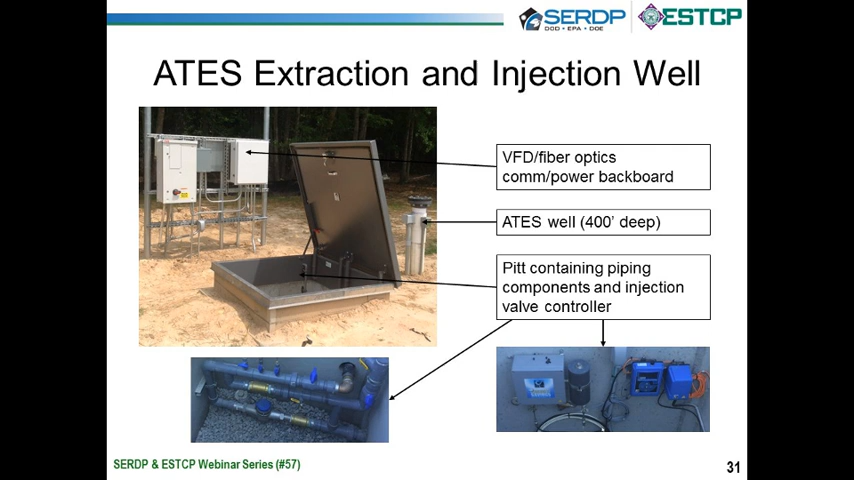 SERDP
DOD • EPA • DOE
ESTCP
ATES Extraction and Injection Well
VFD/fiber optics
comm/power backboard
ATES well (400' deep)
Pitt containing piping
components and injection
valve controller
SERDP & ESTCP Webinar Series (#57)
31